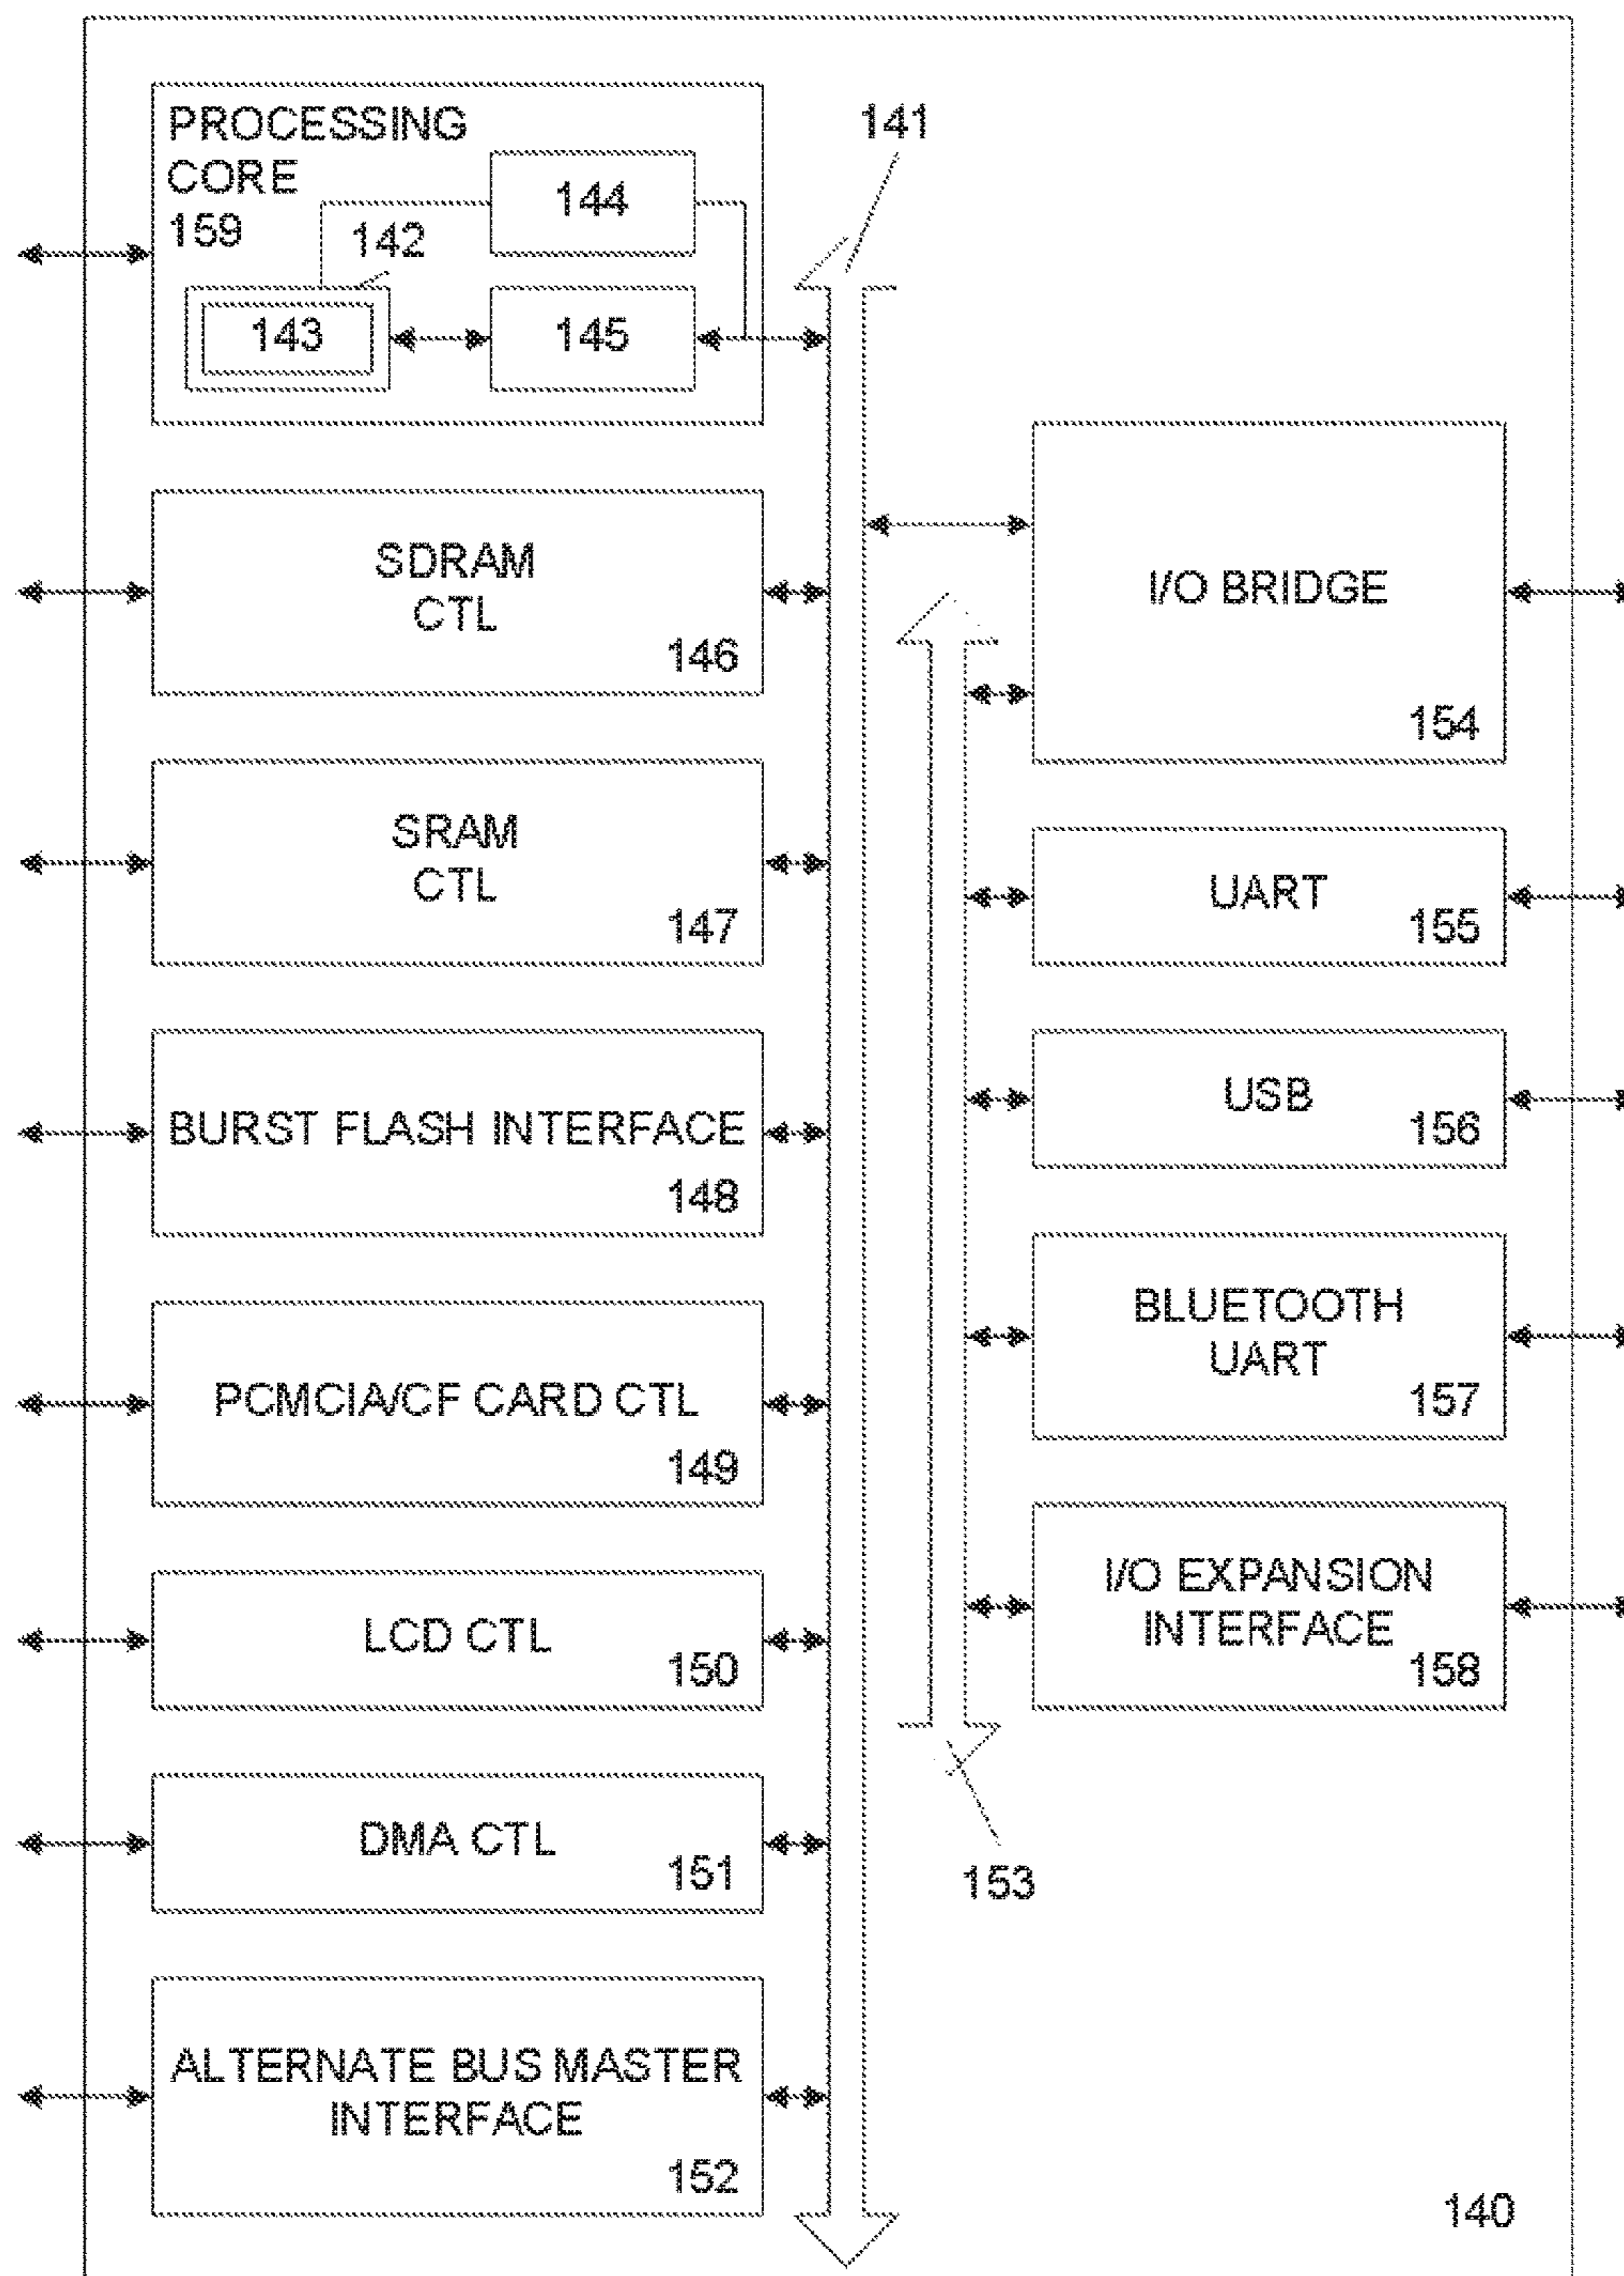 PROCESSING
CORE
159
144
142
143
145
141
SDRAM
CTL
146
SRAM
CTL
147
BURST FLASH INTERFACE
148
PCMCIA/CF CARD CTL
149
LCD CTL
150
DMA CTL
151
ALTERNATE BUS MASTER
INTERFACE
152
I/O BRIDGE
154
UART
155
USB
156
BLUETOOTH
UART
157
I/O EXPANSION
INTERFACE
158
153
140